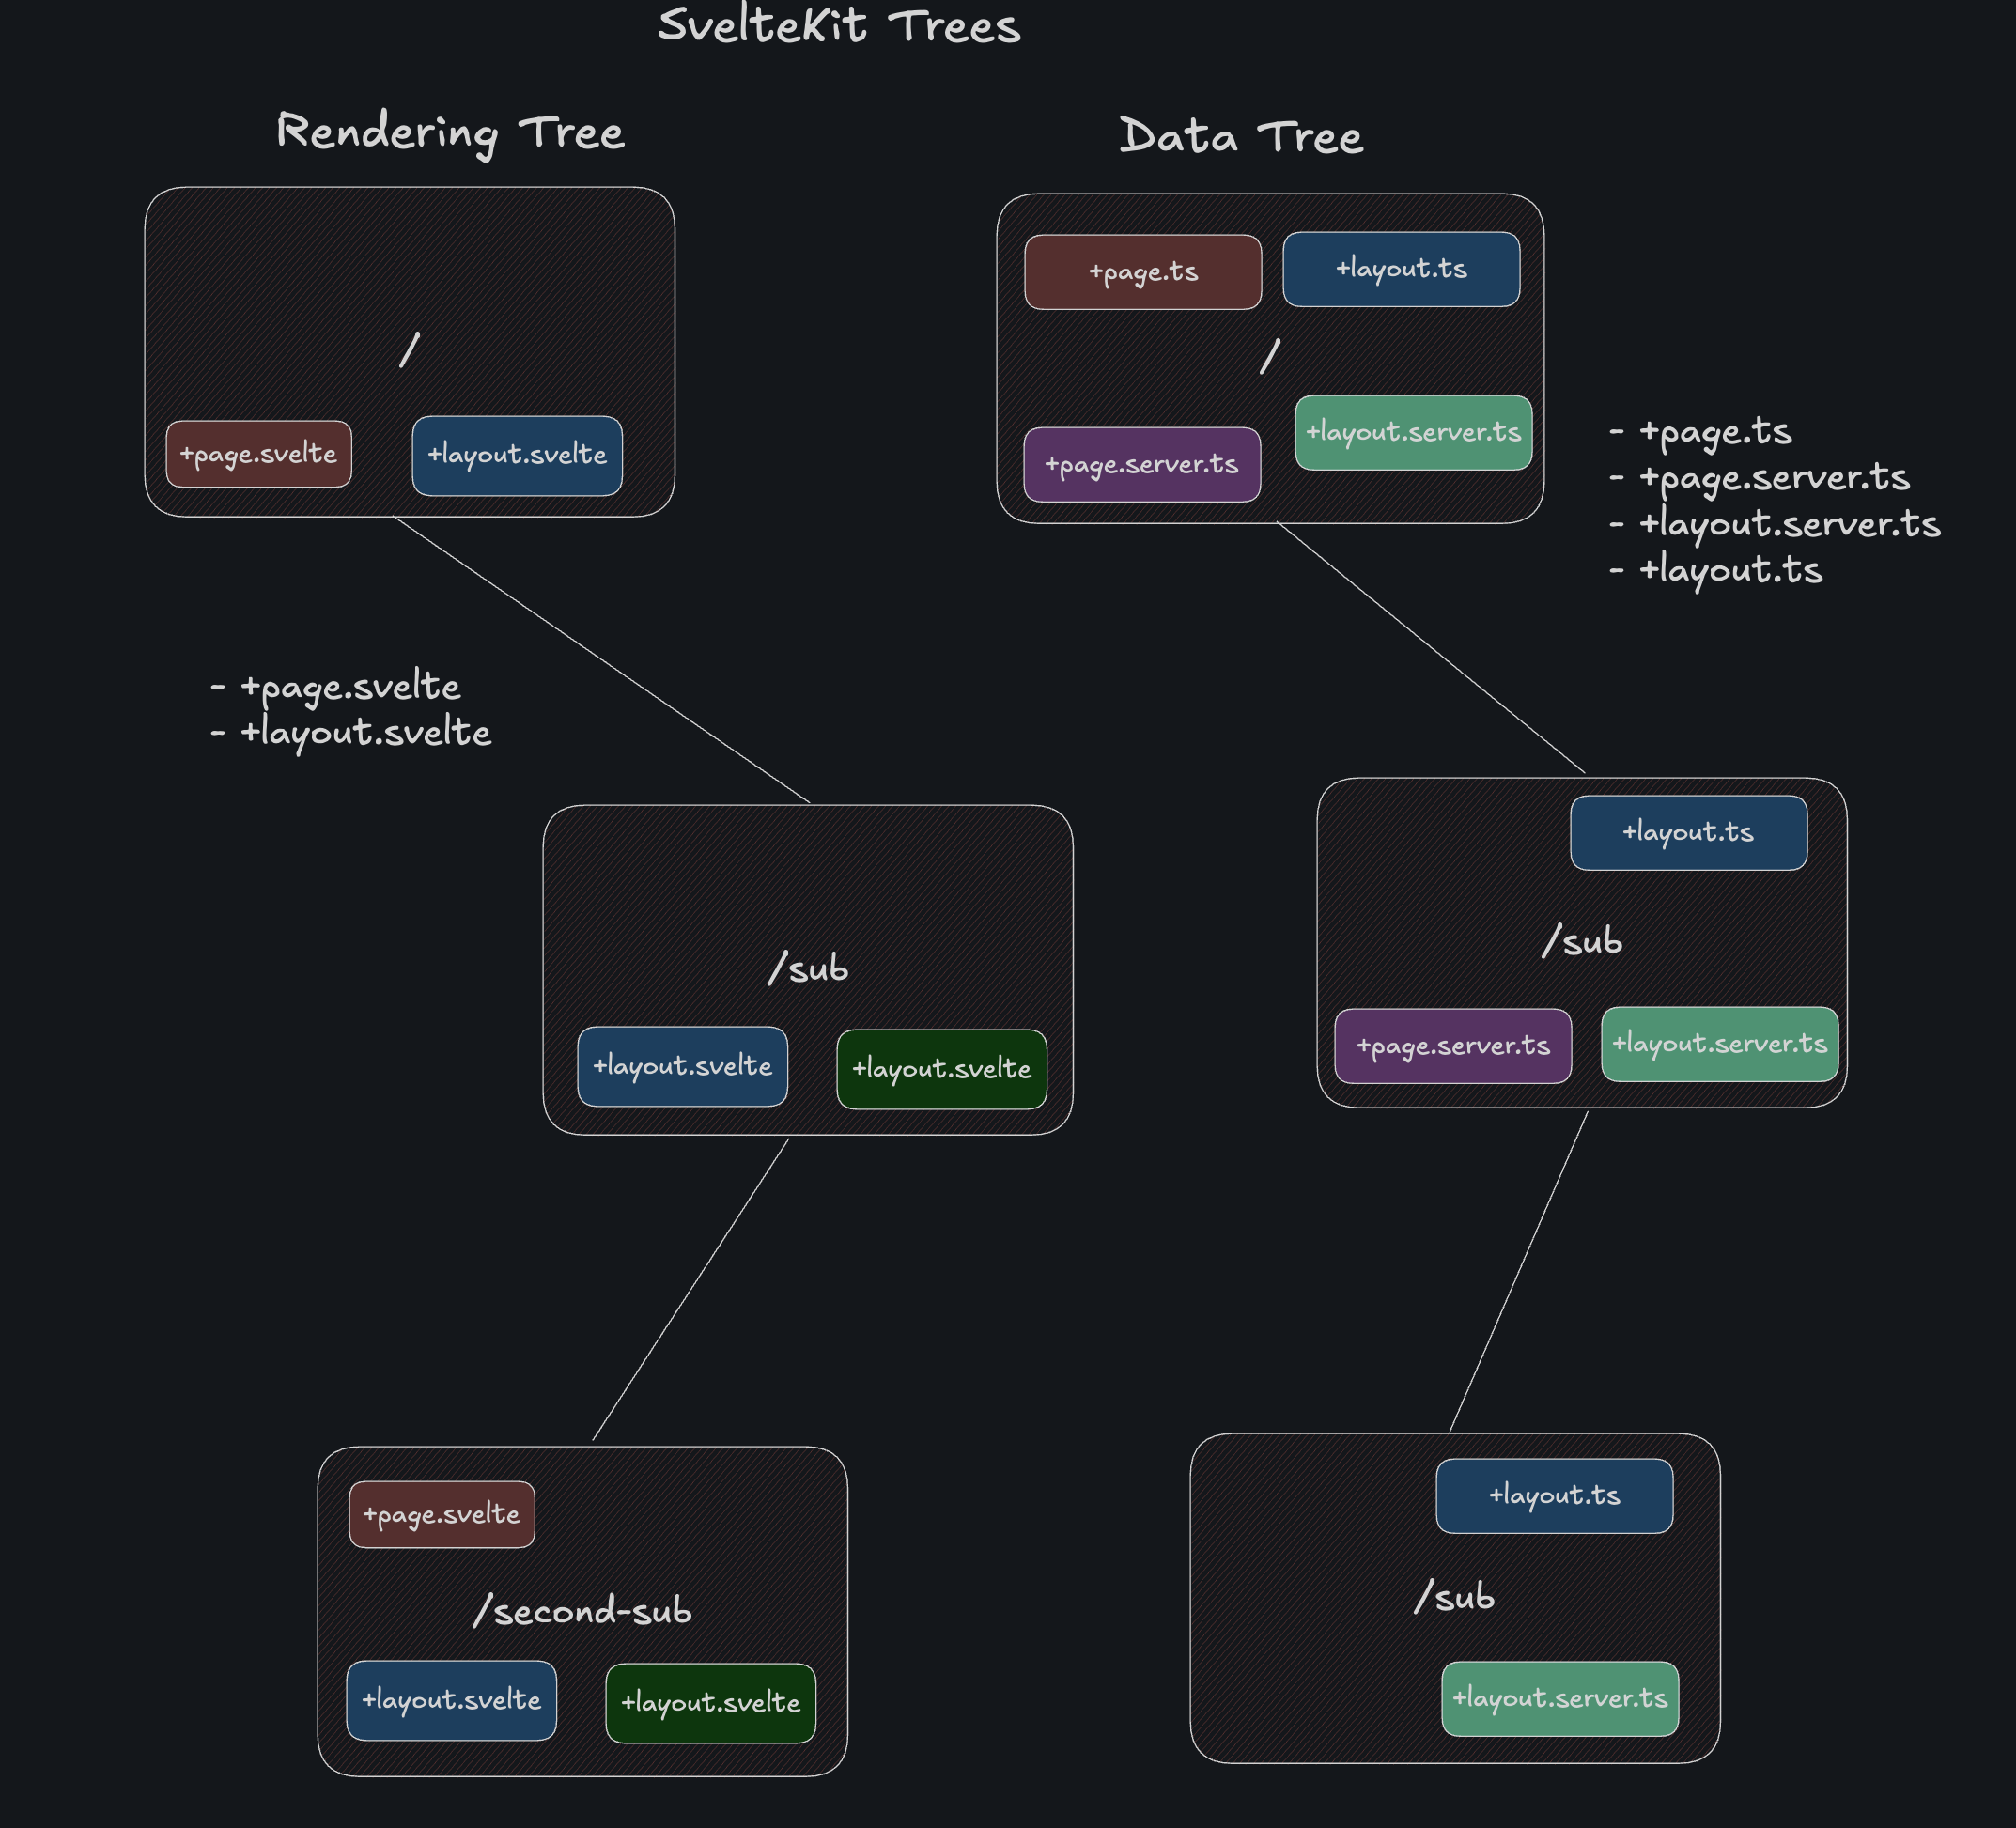 SvelteKit Trees
Rendering Tree
/
+page.svelte
+layout.svelte
- +page.svelte
- +layout.svelte
/sub
+layout.svelte
+layout.svelte
+page.svelte
/second-sub
+layout.svelte
+layout.svelte
Data Tree
+page.ts
+layout.ts
/
+layout.server.ts
+page.server.ts
- +page.ts
- +page.server.ts
- +layout.server.ts
- +layout.ts
+layout.ts
/sub
+page.server.ts
+layout.server.ts
+layout.ts
/sub
+layout.server.ts